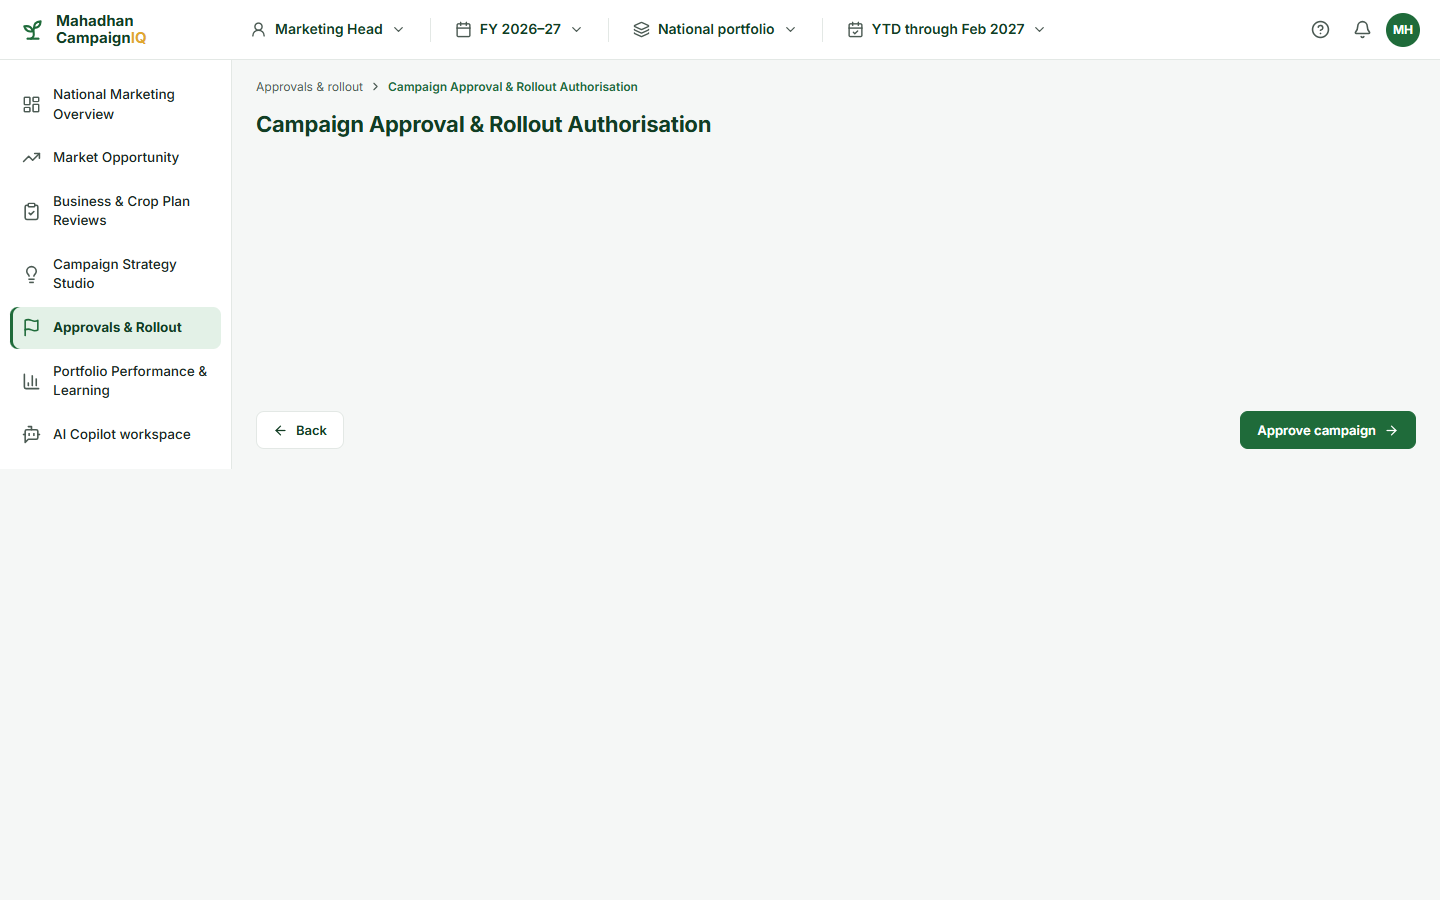 Mahadhan
CampaignIQ
Marketing Head
FY 2026–27
National portfolio
YTD through Feb 2027
MH
National Marketing
Overview
Market Opportunity
Business & Crop Plan
Reviews
Campaign Strategy
Studio
Approvals & Rollout
Portfolio Performance &
Learning
AI Copilot workspace
Approvals & rollout > Campaign Approval & Rollout Authorisation
Campaign Approval & Rollout Authorisation
Back
Approve campaign